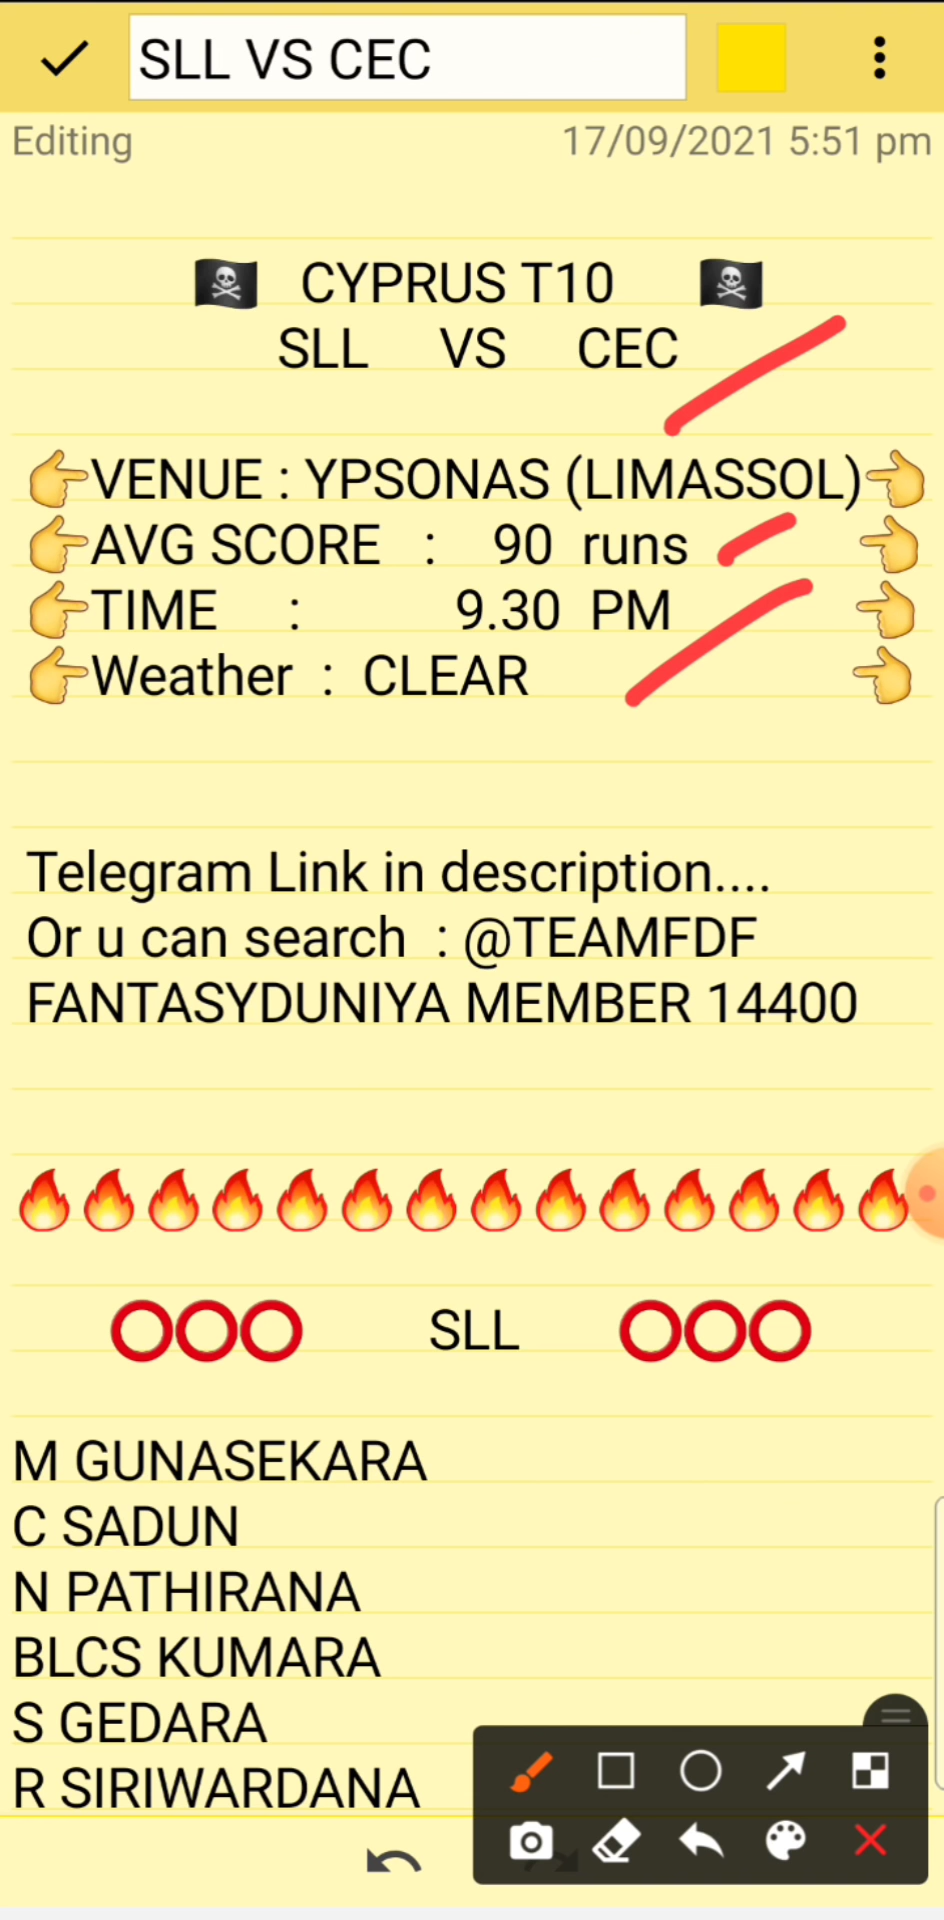 SLL VS CEC
Editing 17/09/2021 5:51 pm
🏴‍☠️ CYPRUS T10 🏴‍☠️
SLL VS CEC
👉VENUE : YPSONAS (LIMASSOL)👈
👉AVG SCORE : 90 runs 👈
👉TIME : 9.30 PM 👈
👉Weather : CLEAR 👈
Telegram Link in description....
Or u can search : @TEAMFDF
FANTASYDUNIYA MEMBER 14400
🔥🔥🔥🔥🔥🔥🔥🔥🔥🔥🔥🔥🔥🔥
⭕⭕⭕ SLL ⭕⭕⭕
M GUNASEKARA
C SADUN
N PATHIRANA
BLCS KUMARA
S GEDARA
R SIRIWARDANA